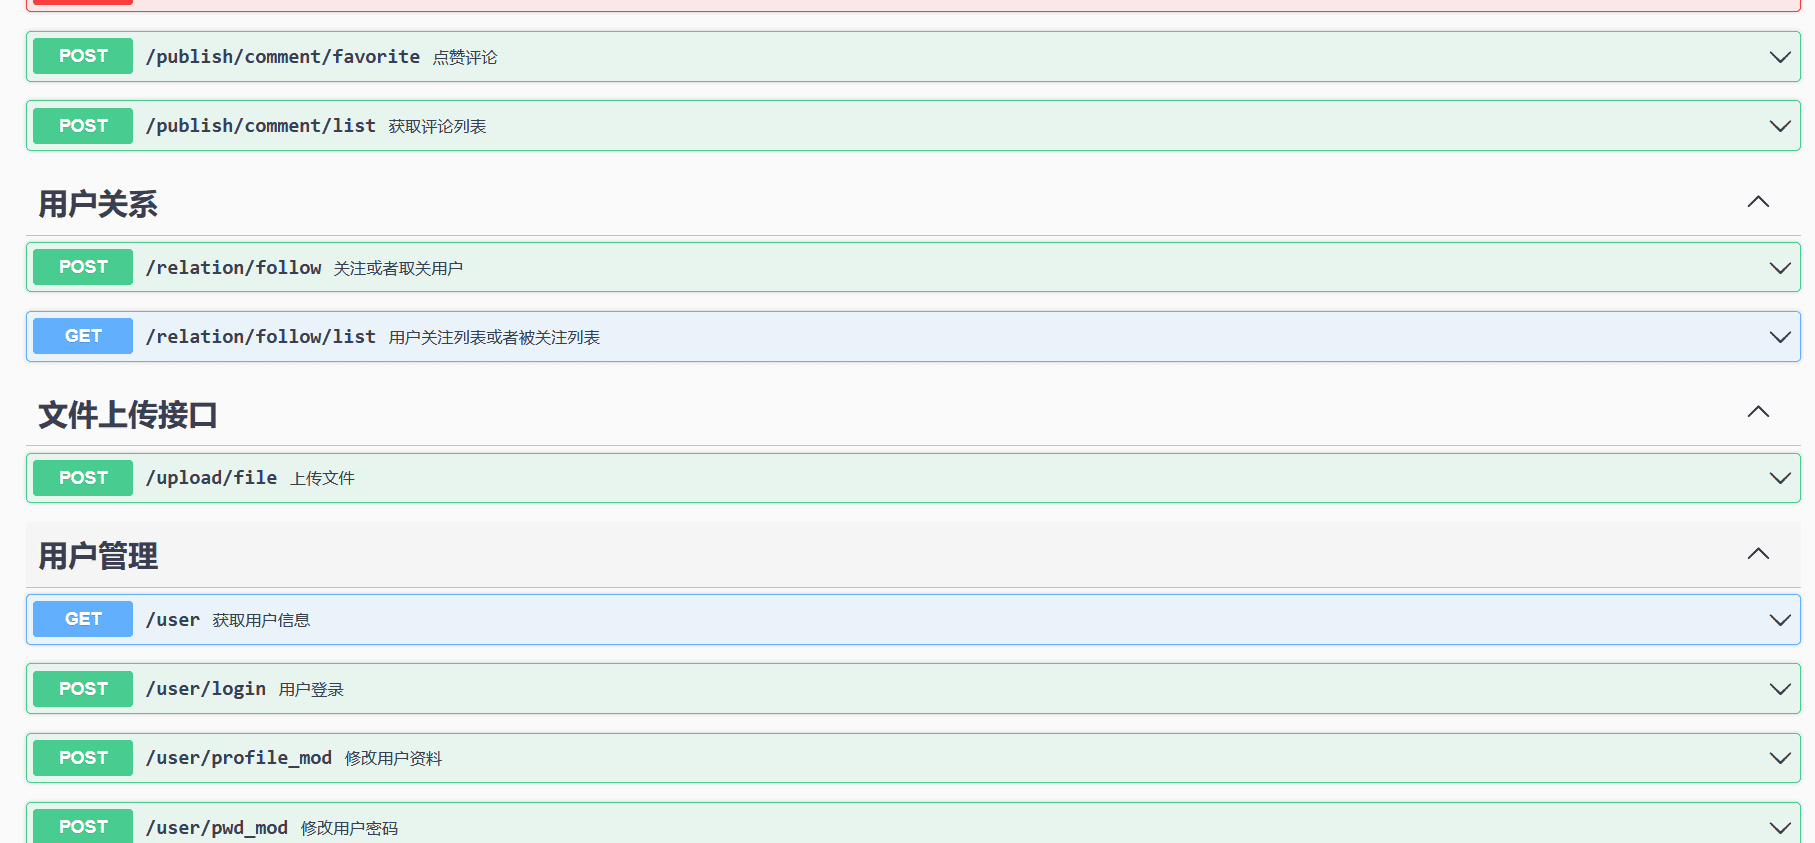 POST /publish/comment/favorite 点赞评论
POST /publish/comment/list 获取评论列表
用户关系
POST /relation/follow 关注或者取关用户
GET /relation/follow/list 用户关注列表或者被关注列表
文件上传接口
POST /upload/file 上传文件
用户管理
GET /user 获取用户信息
POST /user/login 用户登录
POST /user/profile_mod 修改用户资料
POST /user/pwd_mod 修改用户密码